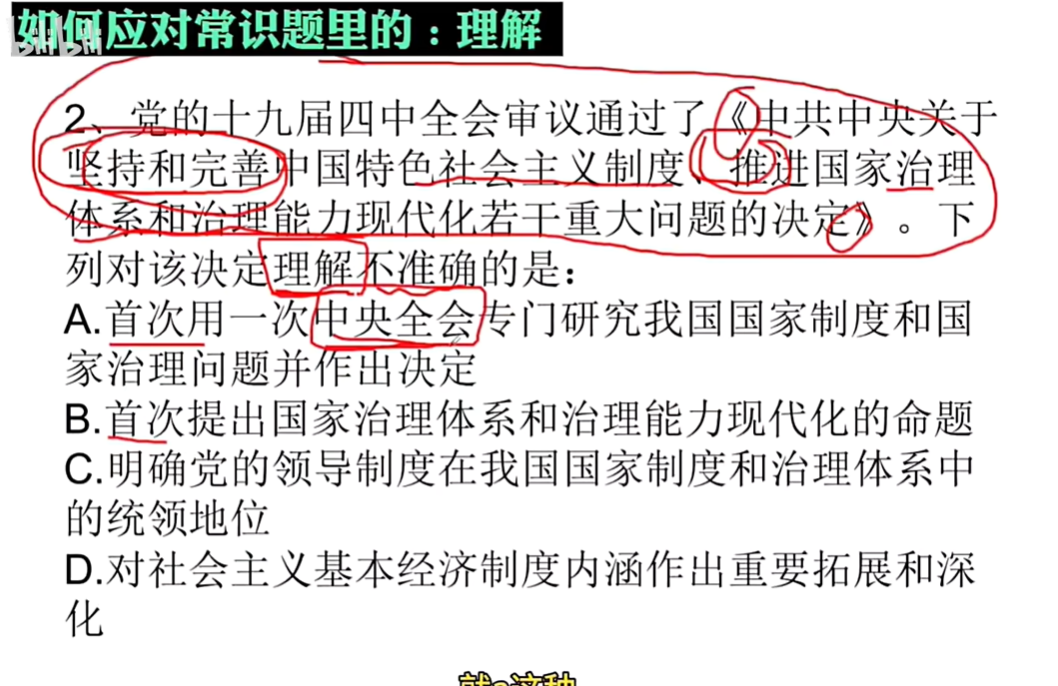 如何应对常识题里的：理解
2、党的十九届四中全会审议通过了《中共中央关于
坚持和完善中国特色社会主义制度、推进国家治理
体系和治理能力现代化若干重大问题的决定》。下
列对该决定理解不准确的是：
A.首次用一次中央全会专门研究我国国家制度和国
家治理问题并作出决定
B.首次提出国家治理体系和治理能力现代化的命题
C.明确党的领导制度在我国国家制度和治理体系中
的统领地位
D.对社会主义基本经济制度内涵作出重要拓展和深
化